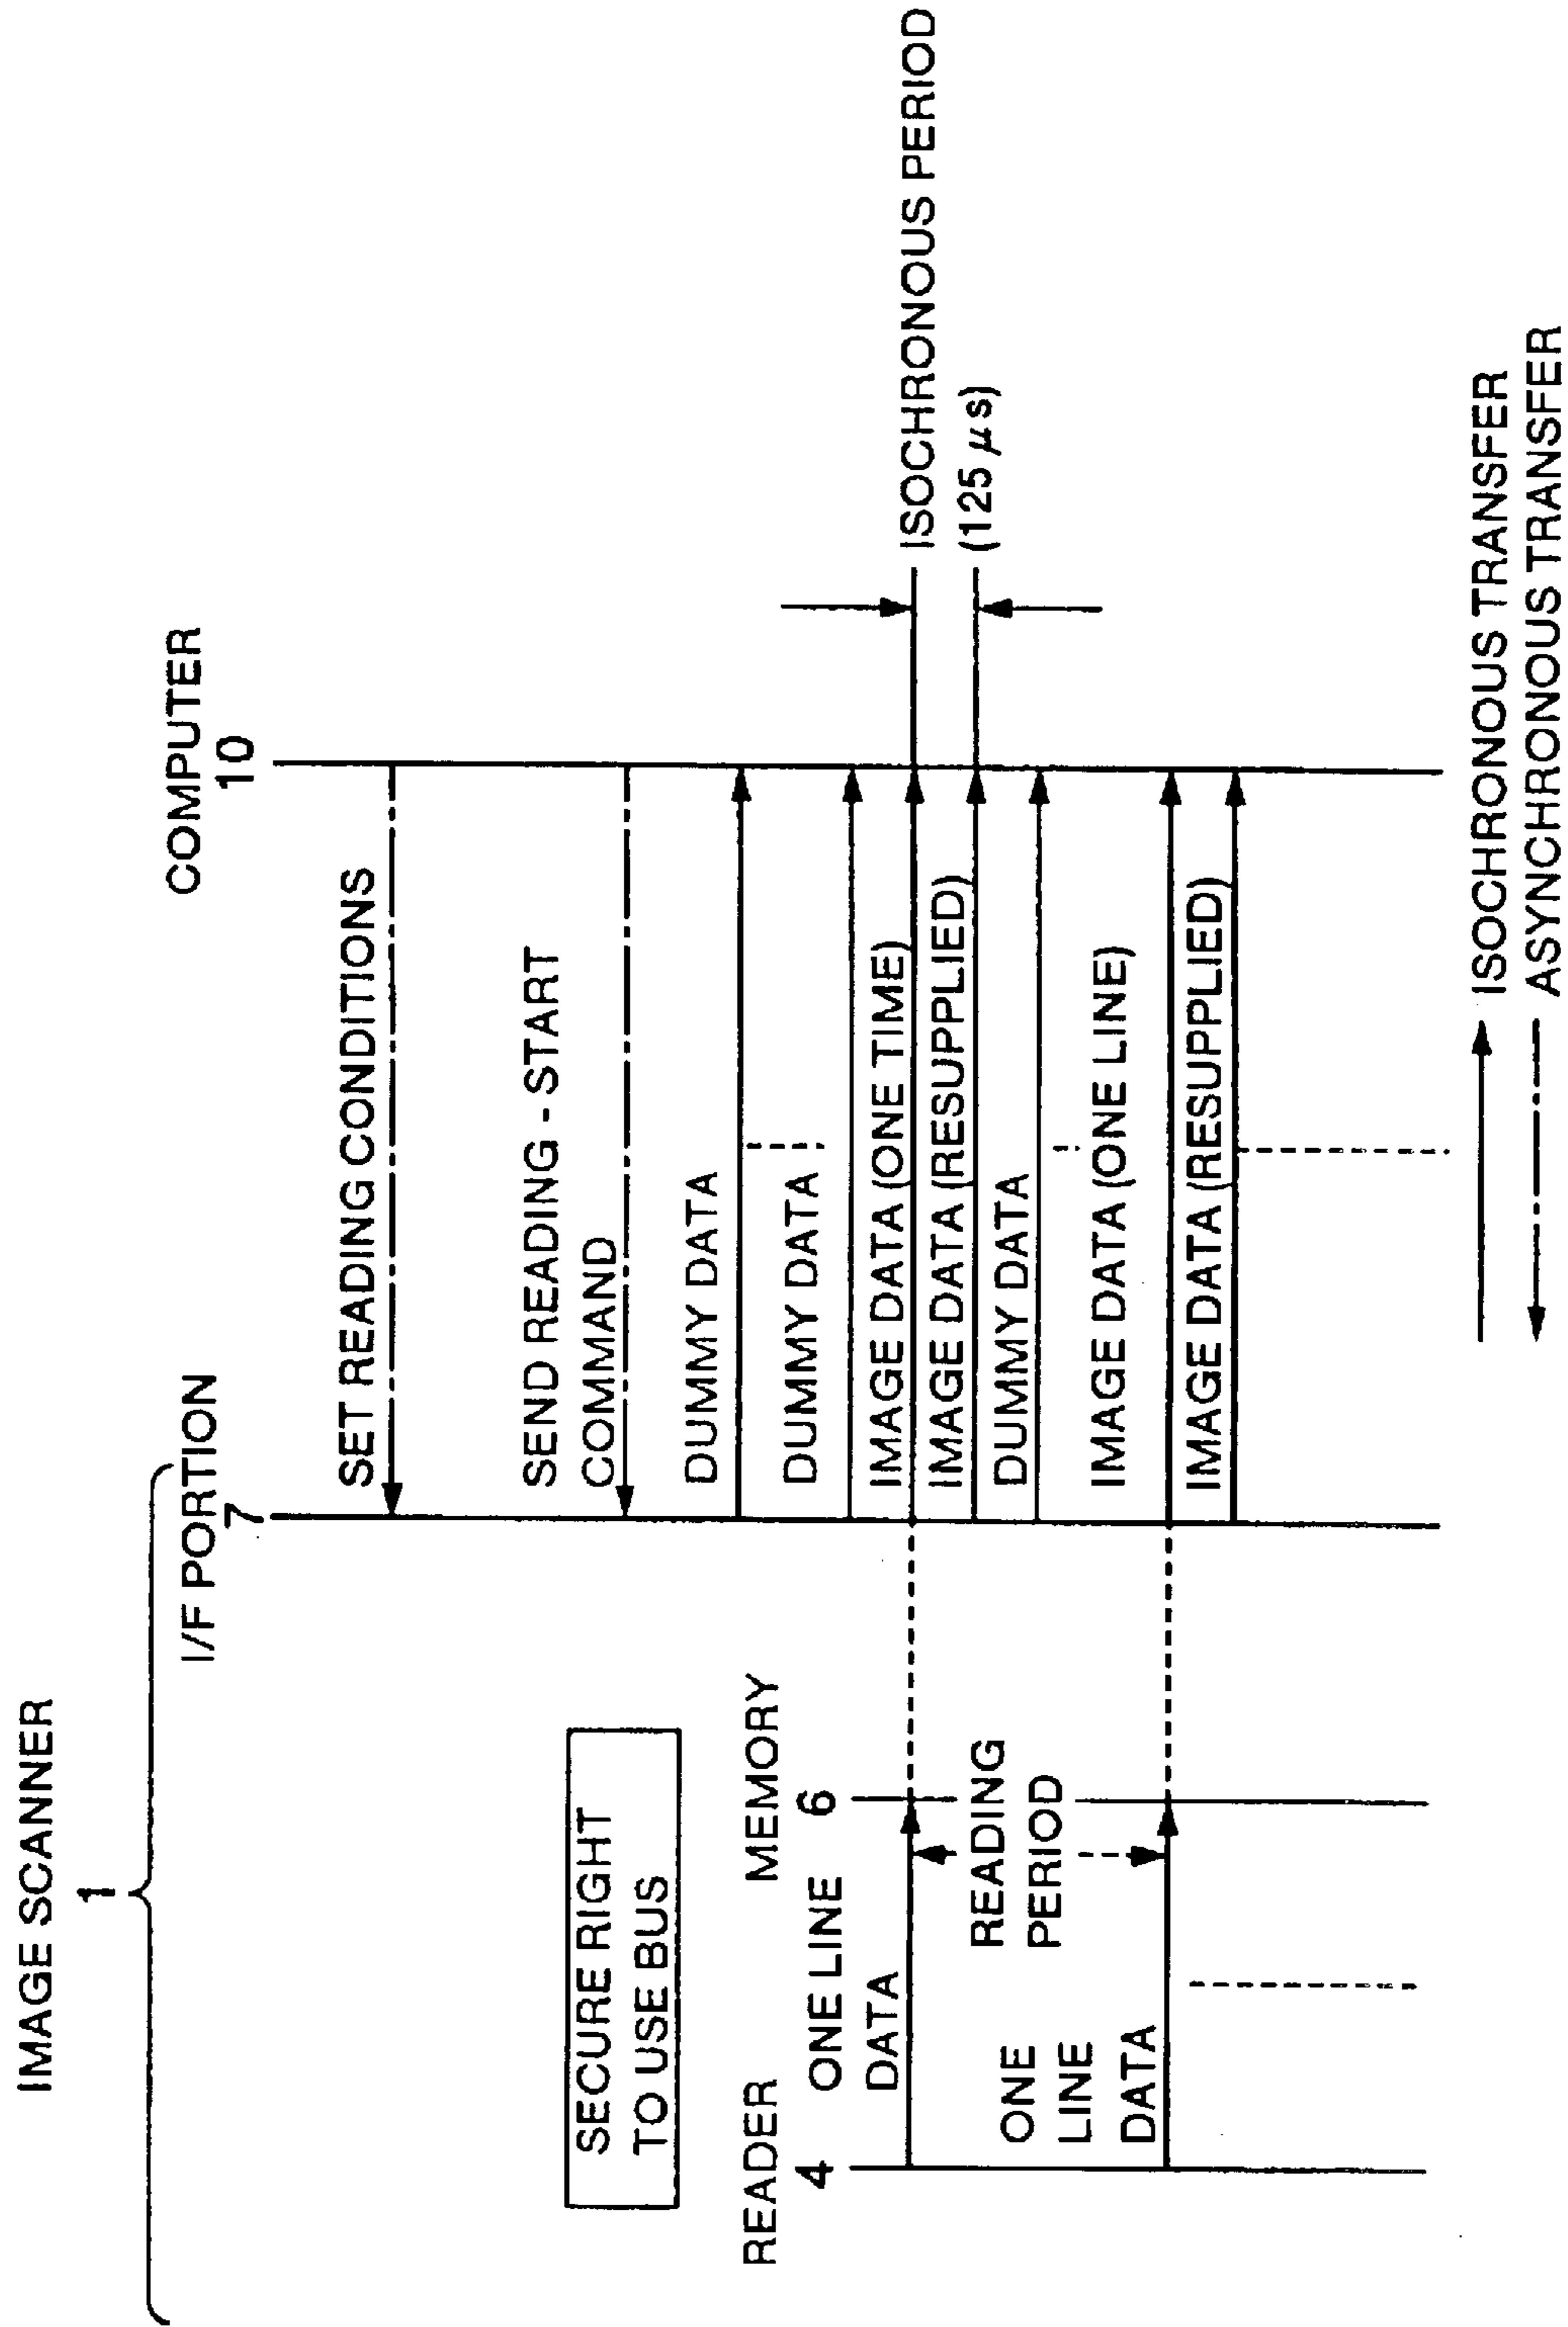 IMAGE SCANNER
1
I/F PORTION
7
COMPUTER
10
SET READING CONDITIONS
SEND READING - START
COMMAND
SECURE RIGHT
TO USE BUS
DUMMY DATA
DUMMY DATA
READER
4
MEMORY
6
ONE LINE
DATA
IMAGE DATA (ONE TIME)
IMAGE DATA (RESUPPLIED)
DUMMY DATA
ISOCHRONOUS PERIOD
(125 μs)
READING
PERIOD
ONE
LINE
DATA
IMAGE DATA (ONE LINE)
IMAGE DATA (RESUPPLIED)
ISOCHRONOUS TRANSFER
ASYNCHRONOUS TRANSFER